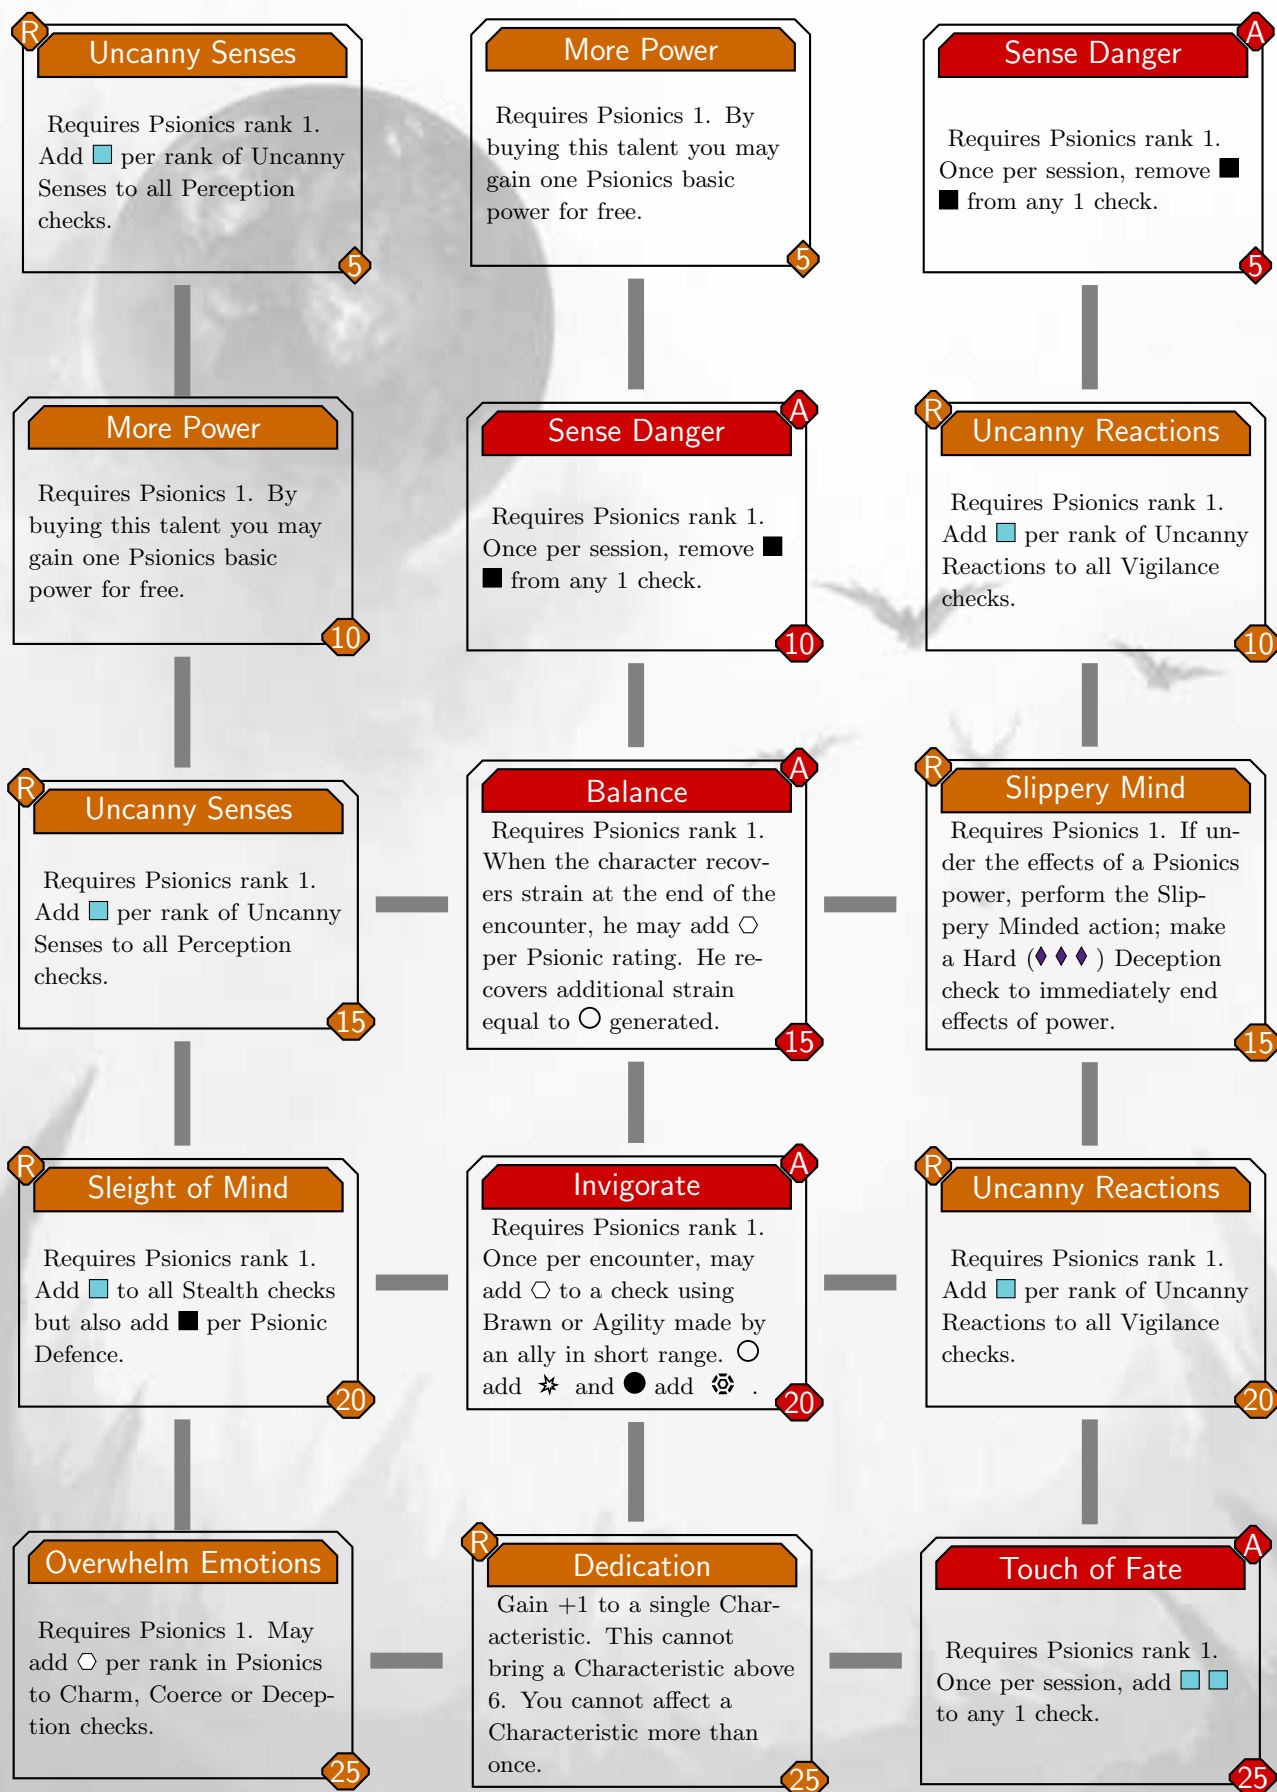 R
Uncanny Senses
Requires Psionics rank 1.
Add per rank of Uncanny
Senses to all Perception
checks.
5
More Power
Requires Psionics 1. By
buying this talent you may
gain one Psionics basic
power for free.
5
A
Sense Danger
Requires Psionics rank 1.
Once per session, remove
from any 1 check.
5
More Power
Requires Psionics 1. By
buying this talent you may
gain one Psionics basic
power for free.
10
A
Sense Danger
Requires Psionics rank 1.
Once per session, remove
from any 1 check.
10
R
Uncanny Reactions
Requires Psionics rank 1.
Add per rank of Uncanny
Reactions to all Vigilance
checks.
10
R
Uncanny Senses
Requires Psionics rank 1.
Add per rank of Uncanny
Senses to all Perception
checks.
15
A
Balance
Requires Psionics rank 1.
When the character recov-
ers strain at the end of the
encounter, he may add
per Psionic rating. He re-
covers additional strain
equal to generated.
15
R
Slippery Mind
Requires Psionics 1. If un-
der the effects of a Psionics
power, perform the Slip-
pery Minded action; make
a Hard (♦ ♦ ♦ ) Deception
check to immediately end
effects of power.
15
R
Sleight of Mind
Requires Psionics rank 1.
Add to all Stealth checks
but also add per Psionic
Defence.
20
A
Invigorate
Requires Psionics rank 1.
Once per encounter, may
add to a check using
Brawn or Agility made by
an ally in short range.
add and add .
20
R
Uncanny Reactions
Requires Psionics rank 1.
Add per rank of Uncanny
Reactions to all Vigilance
checks.
20
Overwhelm Emotions
Requires Psionics 1. May
add per rank in Psionics
to Charm, Coerce or Decep-
tion checks.
25
R
Dedication
Gain +1 to a single Char-
acteristic. This cannot
bring a Characteristic above
6. You cannot affect a
Characteristic more than
once.
25
A
Touch of Fate
Requires Psionics rank 1.
Once per session, add
to any 1 check.
25